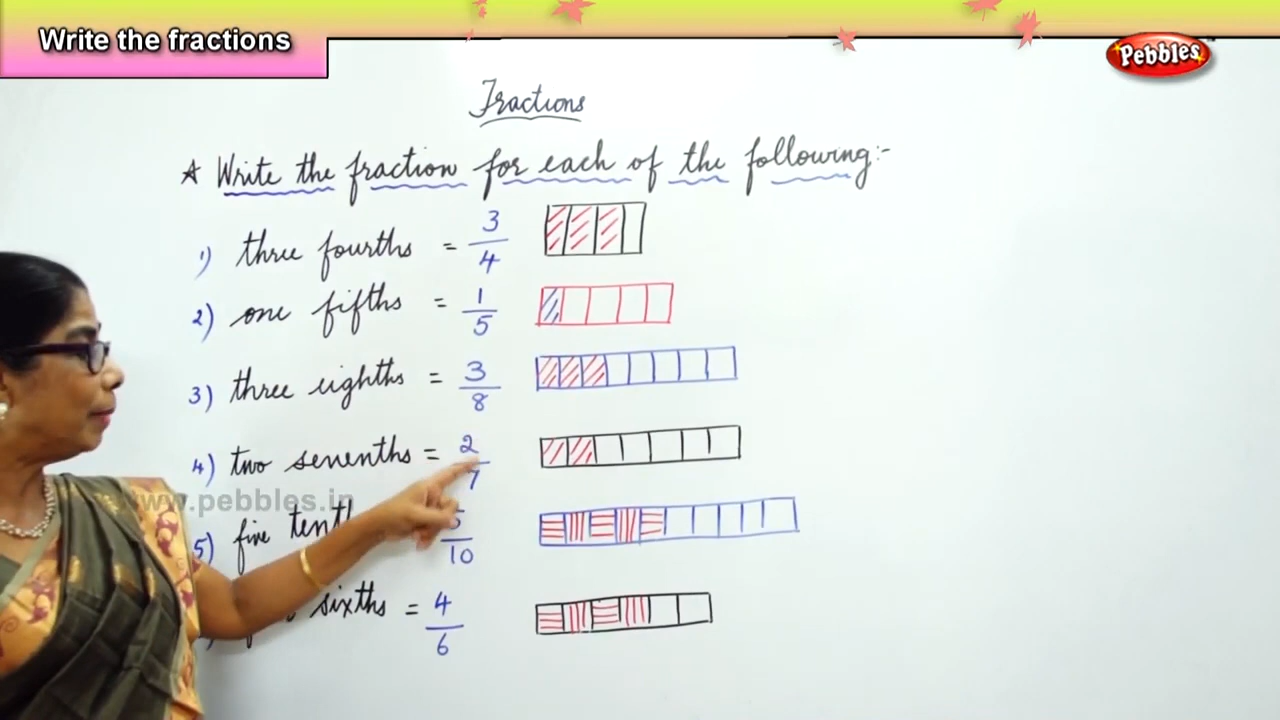 Write the fractions
Pebbles
Fractions
* Write the fraction for each of the following:-
1) three fourths = 3/4
2) one fifths = 1/5
3) three eighths = 3/8
4) two senenths = 2/7
www.pebbles.in
5) five tenth 5/10
sixths = 4/6